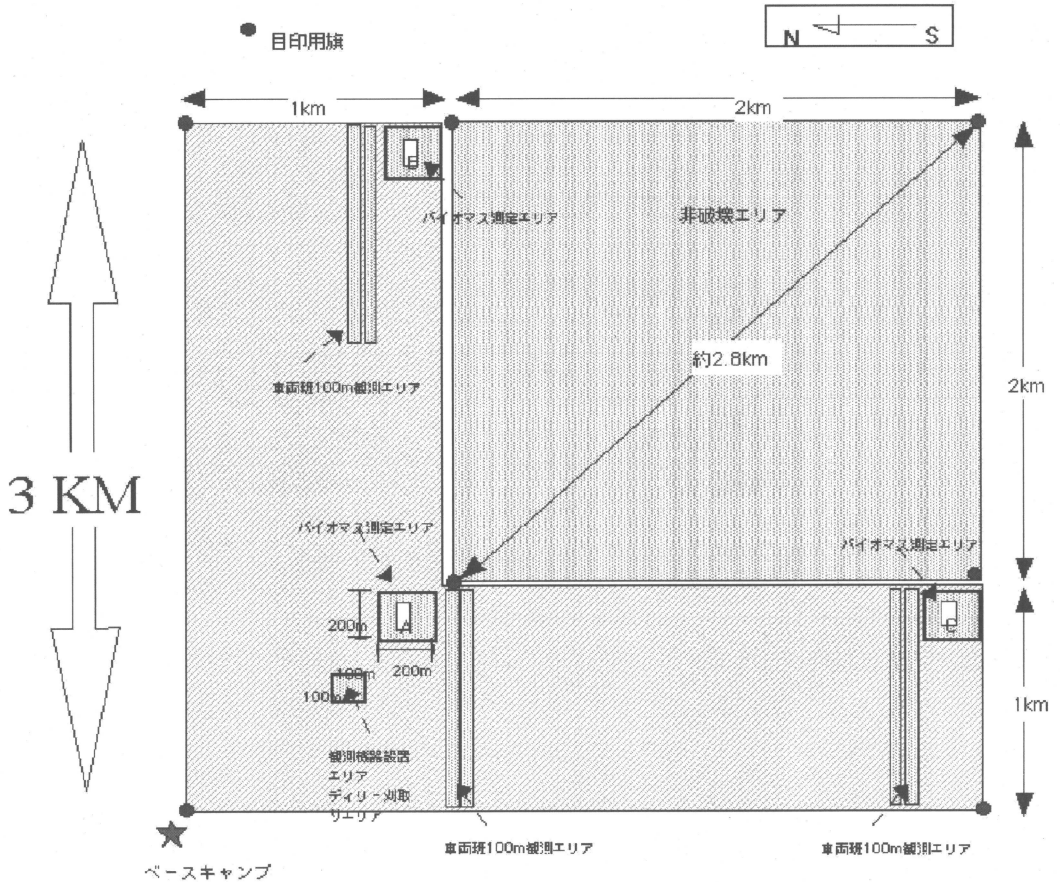 目印用旗
N S
1km
2km
B
バイオマス測定エリア
非破壊エリア
約2.8km
車両班100m観測エリア
2km
3 KM
バイオマス測定エリア
バイオマス測定エリア
200m
A
C
100m
200m
100m
1km
観測機器設置
エリア
ディリー刈取
りエリア
車両班100m観測エリア
車両班100m観測エリア
ベースキャンプ